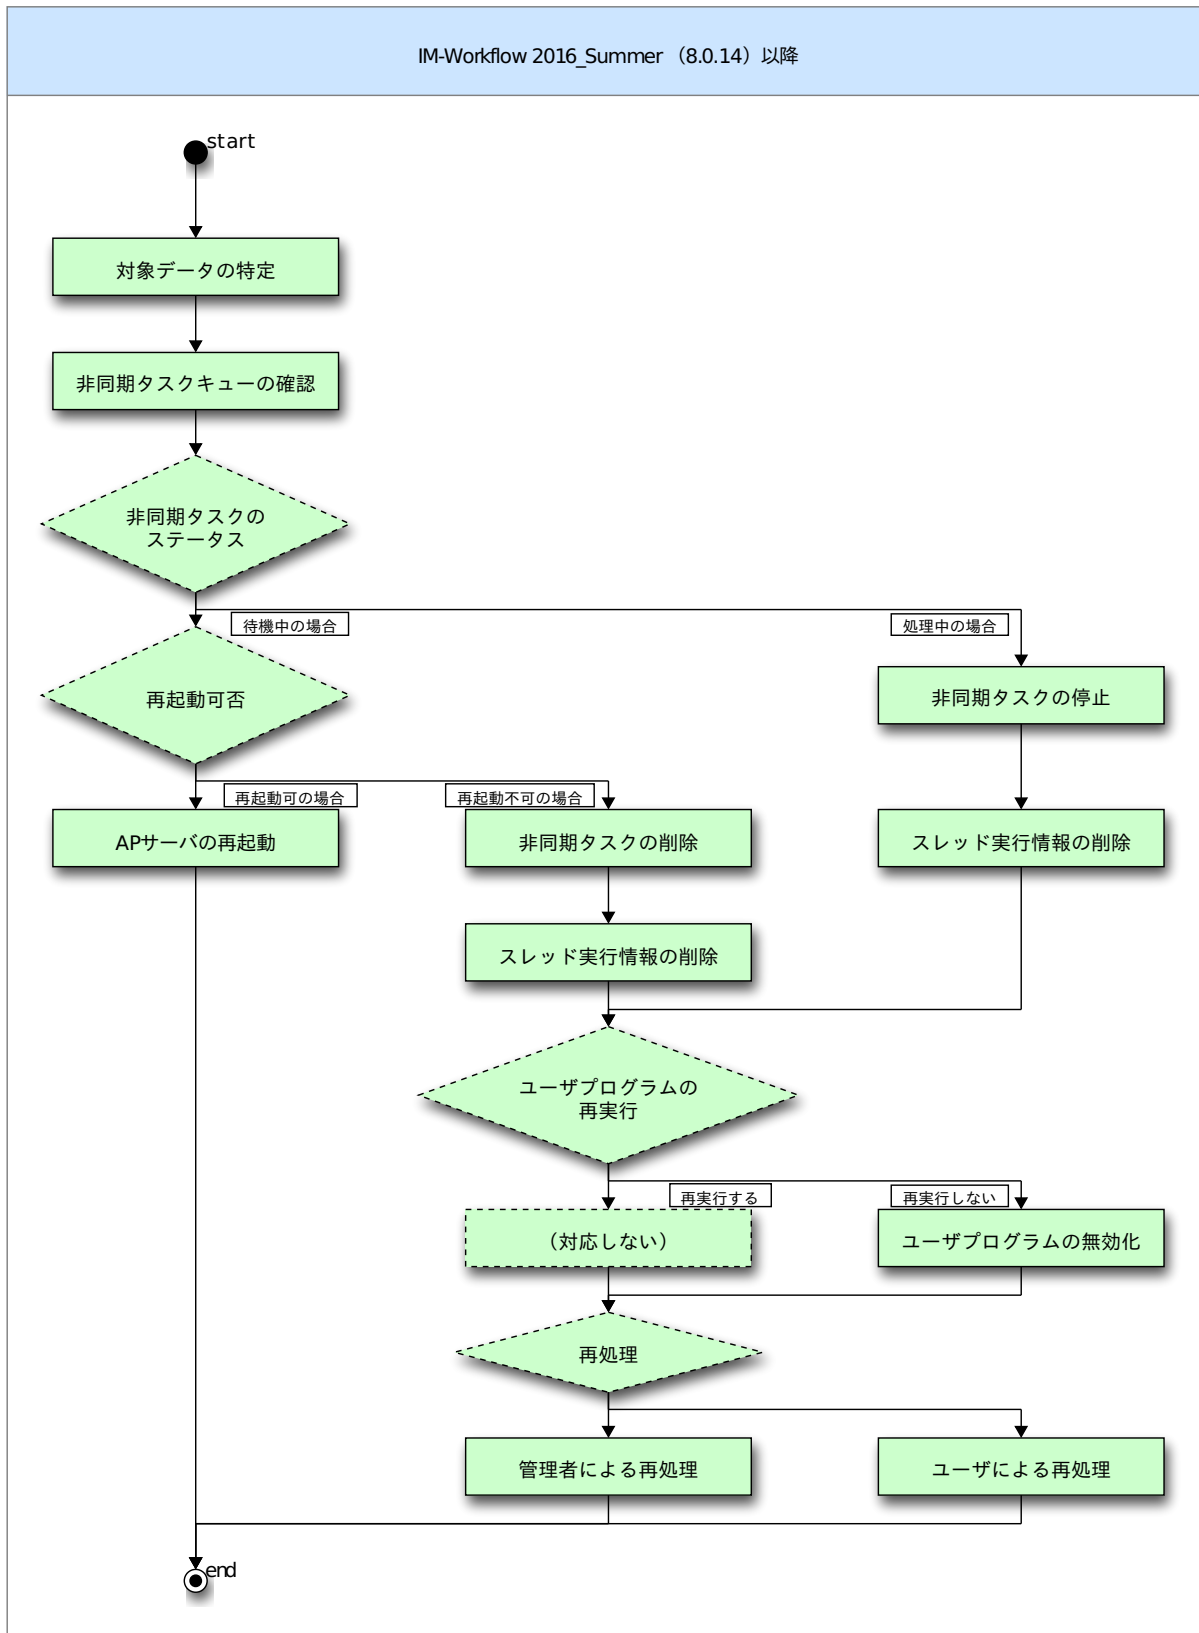 IM-Workflow 2016_Summer （8.0.14）以降
start
対象データの特定
非同期タスクキューの確認
非同期タスクの
ステータス
待機中の場合
処理中の場合
再起動可否
非同期タスクの停止
再起動可の場合
再起動不可の場合
APサーバの再起動
非同期タスクの削除
スレッド実行情報の削除
スレッド実行情報の削除
ユーザプログラムの
再実行
再実行する
再実行しない
（対応しない）
ユーザプログラムの無効化
再処理
管理者による再処理
ユーザによる再処理
end